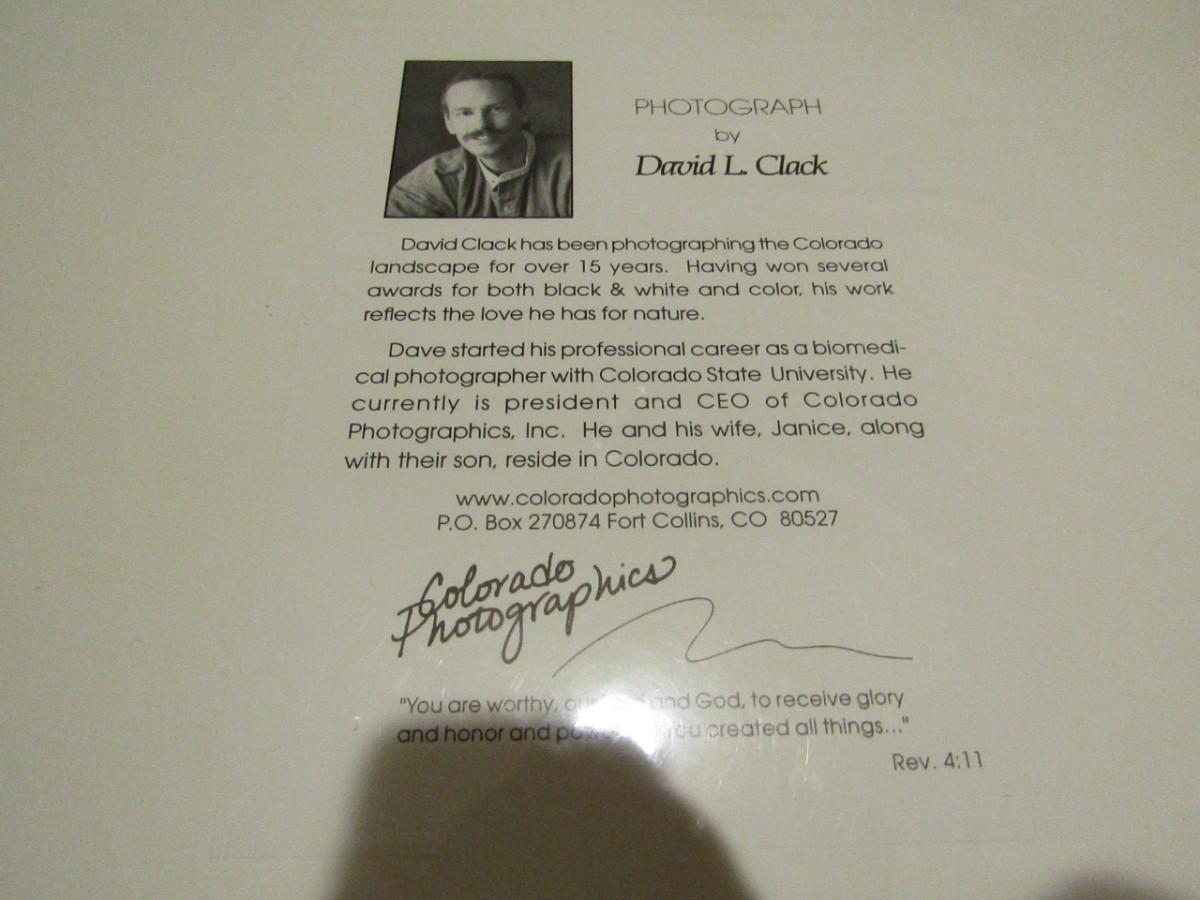 PHOTOGRAPH
by
David L. Clack
David Clack has been photographing the Colorado
landscape for over 15 years. Having won several
awards for both black & white and color, his work
reflects the love he has for nature.
Dave started his professional career as a biomedi-
cal photographer with Colorado State University. He
currently is president and CEO of Colorado
Photographics, Inc. He and his wife, Janice, along
with their son, reside in Colorado.
www.coloradophotographics.com
P.O. Box 270874 Fort Collins, CO 80527
Colorado
Photographics
"You are worthy, our and God, to receive glory
and honor and created all things..."
Rev. 4:11